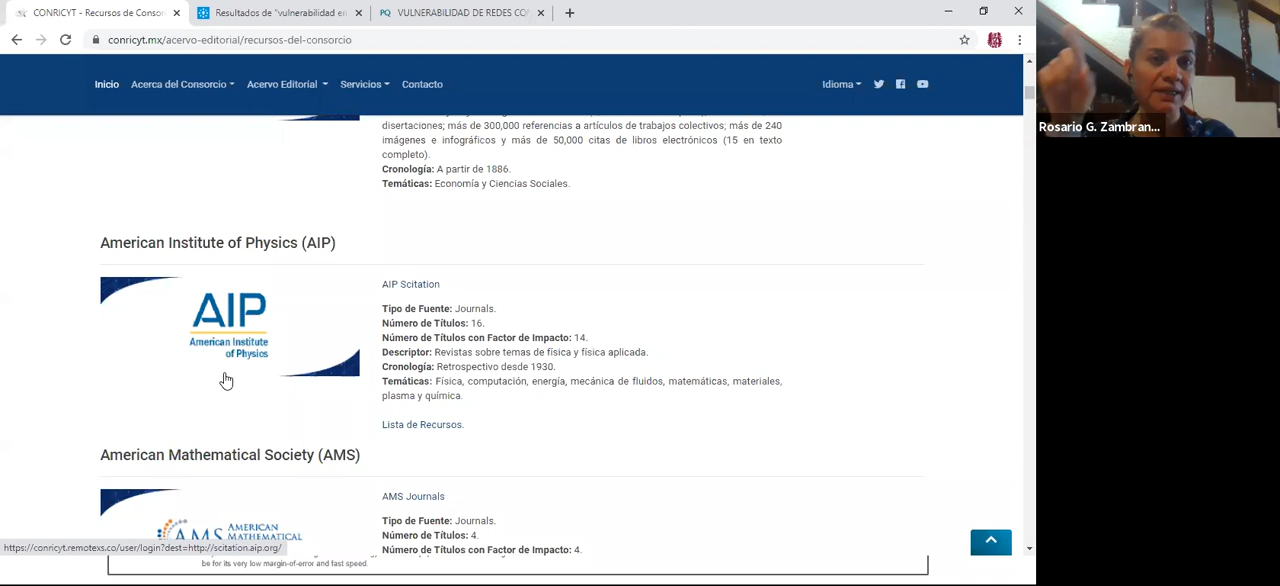 CONRICYT - Recursos de Consor
Resultados de "vulnerabilidad en
PQ VULNERABILIDAD DE REDES CO
conricyt.mx/acervo-editorial/recursos-del-consorcio
Inicio Acerca del Consorcio Acervo Editorial Servicios Contacto Idioma
disertaciones; más de 300,000 referencias a artículos de trabajos colectivos; más de 240
imágenes e infográficos y más de 50,000 citas de libros electrónicos (15 en texto
completo).
Cronología: A partir de 1886.
Temáticas: Economía y Ciencias Sociales.
American Institute of Physics (AIP)
AIP
American Institute
of Physics
AIP Scitation
Tipo de Fuente: Journals.
Número de Títulos: 16.
Número de Títulos con Factor de Impacto: 14.
Descriptor: Revistas sobre temas de física y física aplicada.
Cronología: Retrospectivo desde 1930.
Temáticas: Física, computación, energía, mecánica de fluidos, matemáticas, materiales,
plasma y química.
Lista de Recursos.
American Mathematical Society (AMS)
AMS AMERICAN
MATHEMATICAL
AMS Journals
Tipo de Fuente: Journals.
Número de Títulos: 4.
Número de Títulos con Factor de Impacto: 4.
https://conricyt.remotexs.co/user/login?dest=http://scitation.aip.org/
be for its very low margin-of-error and fast speed.
Rosario G. Zambran...